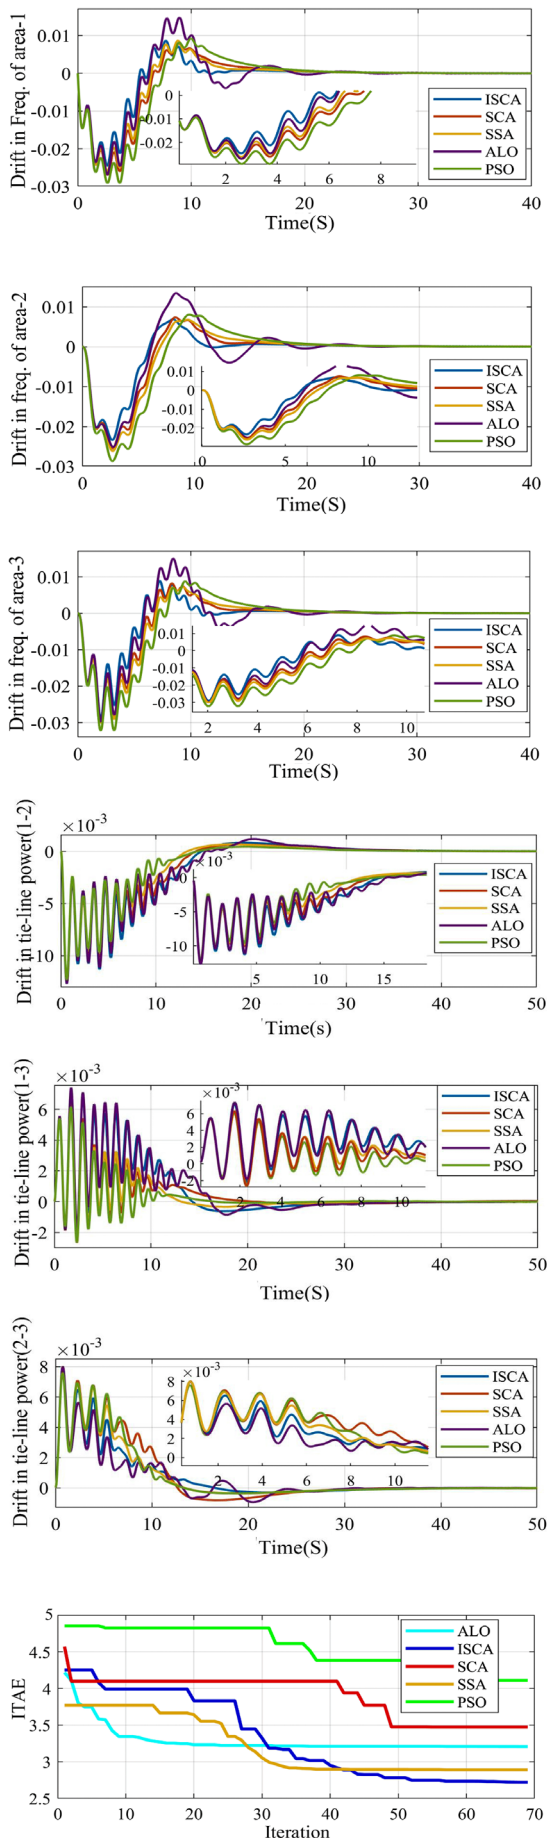 Drift in Freq. of area-1
0.01
0
-0.01
-0.02
-0.03
0 10 20 30 40
Time(S)
0
-0.01
-0.02
2 4 6 8
ISCA
SCA
SSA
ALO
PSO
Drift in freq. of area-2
0.01
0
-0.01
-0.02
-0.03
0 10 20 30 40
Time(S)
0.01
0
-0.01
-0.02
0 5 10
ISCA
SCA
SSA
ALO
PSO
Drift in freq. of area-3
0.01
0
-0.01
-0.02
-0.03
0 10 20 30 40
Time(S)
0.01
0
-0.01
-0.02
-0.03
2 4 6 8 10
ISCA
SCA
SSA
ALO
PSO
Drift in tie-line power(1-2)
×10-3
0
-5
-10
0 10 20 30 40 50
Time(s)
×10-3
0
-5
-10
5 10 15
ISCA
SCA
SSA
ALO
PSO
Drift in tie-line power(1-3)
×10-3
6
4
2
0
-2
0 10 20 30 40 50
Time(S)
×10-3
6
4
2
0
-2
2 4 6 8 10
ISCA
SCA
SSA
ALO
PSO
Drift in tie-line power(2-3)
×10-3
8
6
4
2
0
0 10 20 30 40 50
Time(S)
×10-3
8
6
4
2
0
2 4 6 8 10
ISCA
SCA
SSA
ALO
PSO
ITAE
5
4.5
4
3.5
3
2.5
0 10 20 30 40 50 60 70
Iteration
ALO
ISCA
SCA
SSA
PSO